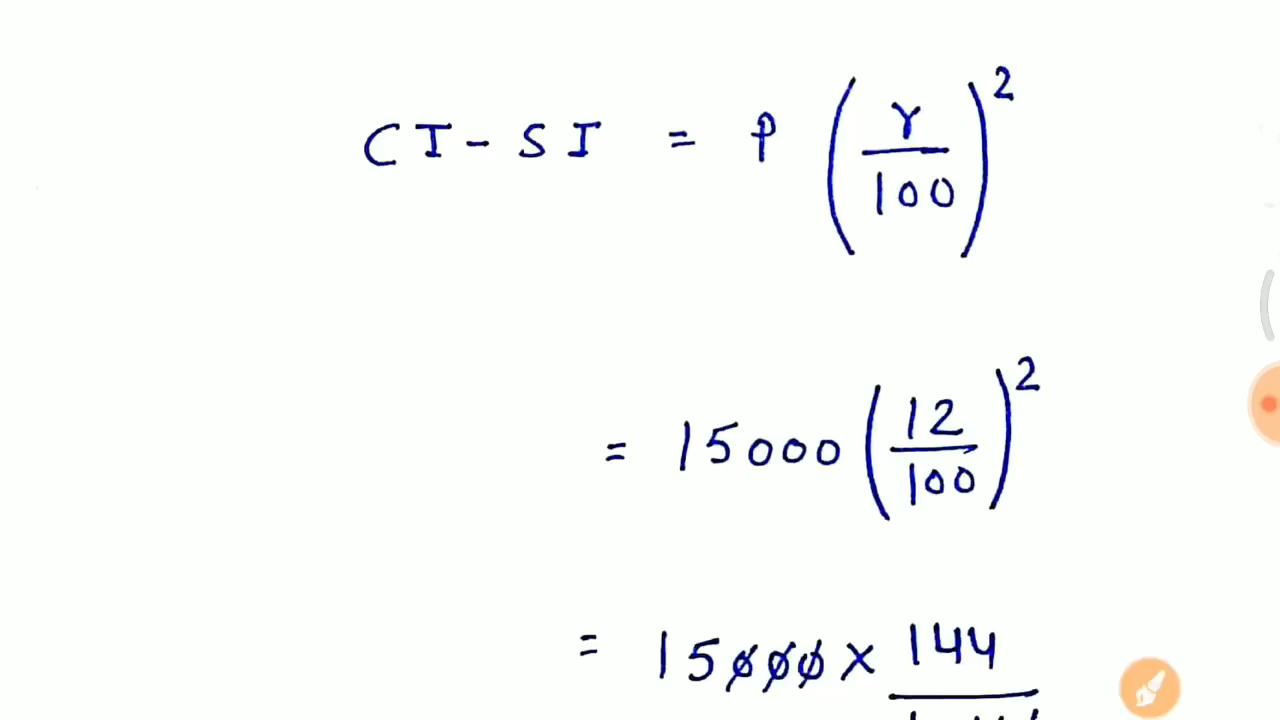 CI - SI = P (r/100)²
= 15000 (12/100)²
= 15000 × 144